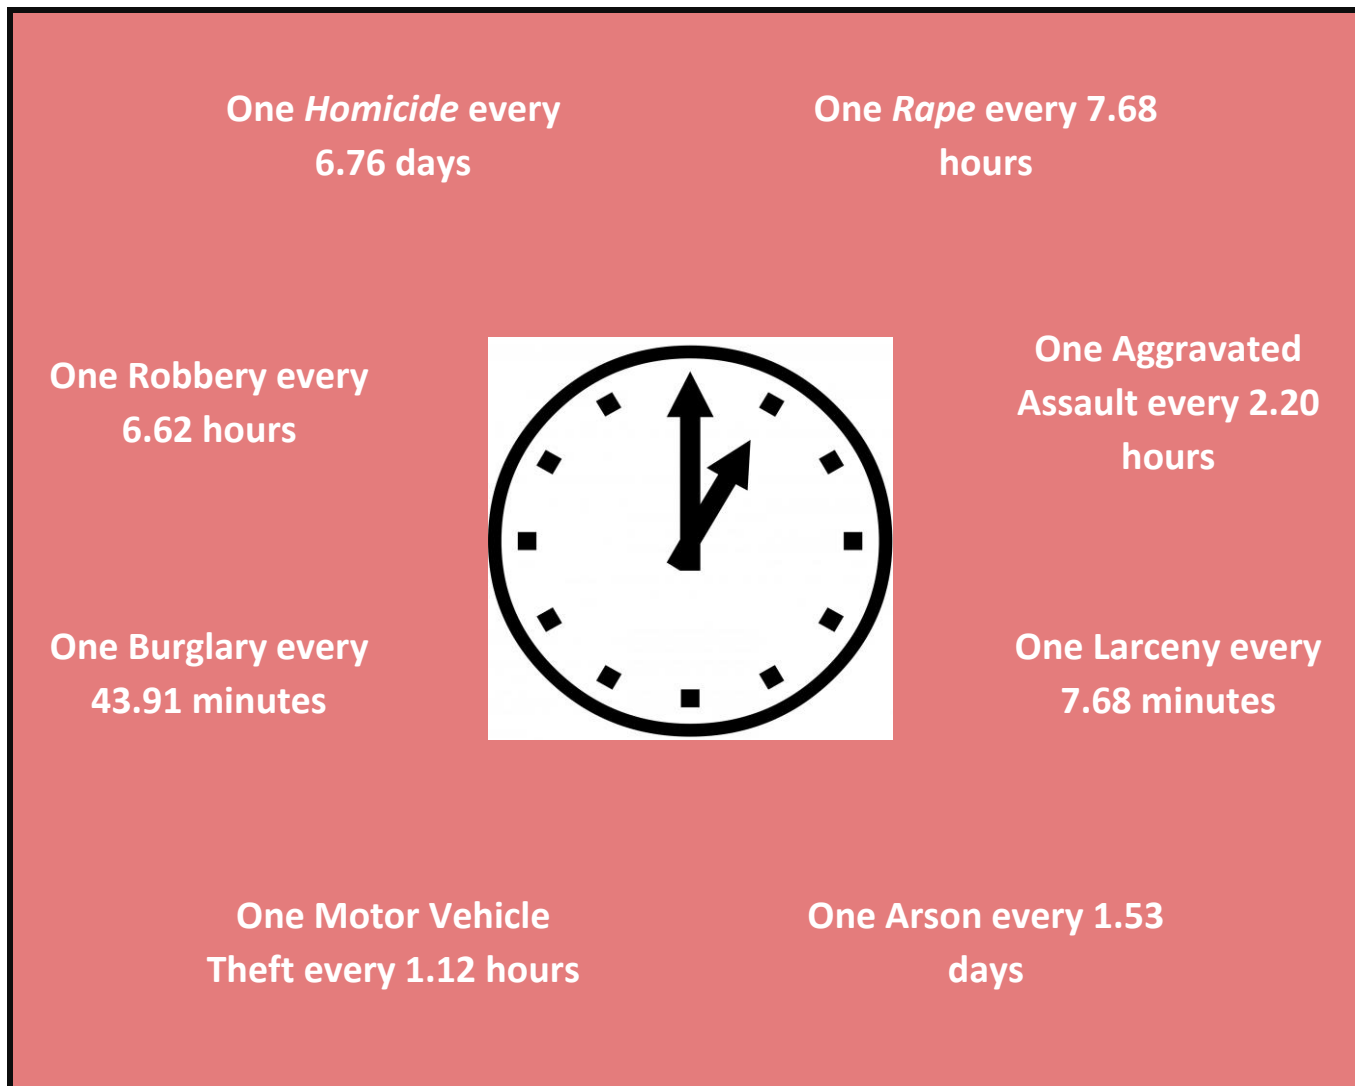 One Homicide every
6.76 days
One Rape every 7.68
hours
One Robbery every
6.62 hours
One Aggravated
Assault every 2.20
hours
One Burglary every
43.91 minutes
One Larceny every
7.68 minutes
One Motor Vehicle
Theft every 1.12 hours
One Arson every 1.53
days